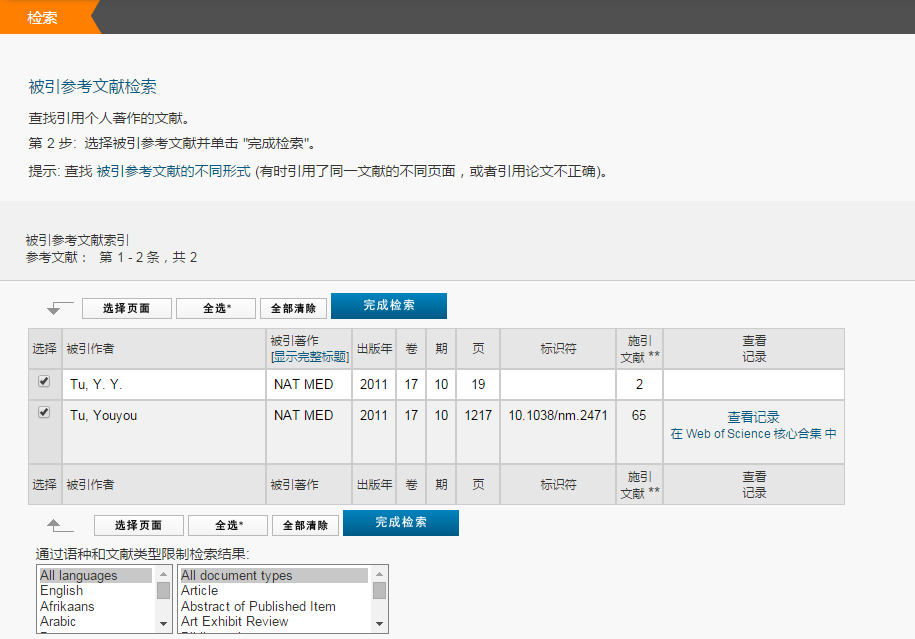 检索
被引参考文献检索
查找引用个人著作的文献。
第 2 步: 选择被引参考文献并单击 "完成检索"。
提示: 查找 被引参考文献的不同形式 (有时引用了同一文献的不同页面，或者引用论文不正确)。
被引参考文献索引
参考文献： 第 1 - 2 条，共 2
选择页面 全选* 全部清除 完成检索
选择 被引作者 被引著作 [显示完整标题] 出版年 卷 期 页 标识符 施引文献 ** 查看记录
Tu, Y. Y. NAT MED 2011 17 10 19 2
Tu, Youyou NAT MED 2011 17 10 1217 10.1038/nm.2471 65 查看记录
在 Web of Science 核心合集 中
选择 被引作者 被引著作 出版年 卷 期 页 标识符 施引文献 ** 查看记录
选择页面 全选* 全部清除 完成检索
通过语种和文献类型限制检索结果:
All languages All document types
English Article
Afrikaans Abstract of Published Item
Arabic Art Exhibit Review